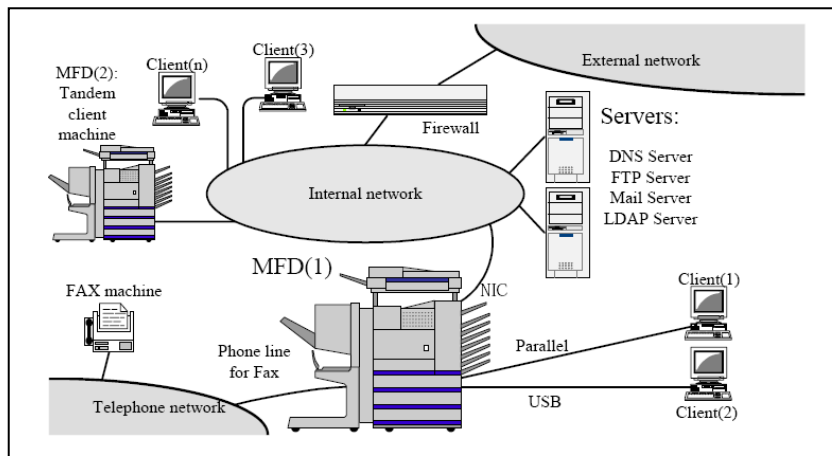 Client(3)
Client(n)
MFD(2):
Tandem
client
machine
External network
Firewall
Servers:
DNS Server
FTP Server
Mail Server
LDAP Server
Internal network
MFD(1)
NIC
Client(1)
FAX machine
Phone line
for Fax
Parallel
USB
Client(2)
Telephone network